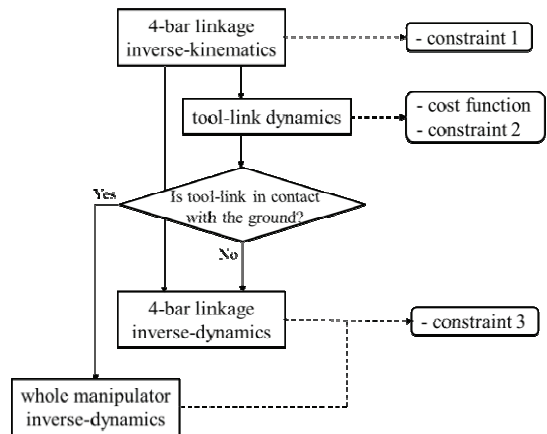 4-bar linkage
inverse-kinematics
- constraint 1
tool-link dynamics
- cost function
- constraint 2
Is tool-link in contact
with the ground?
Yes
No
4-bar linkage
inverse-dynamics
- constraint 3
whole manipulator
inverse-dynamics